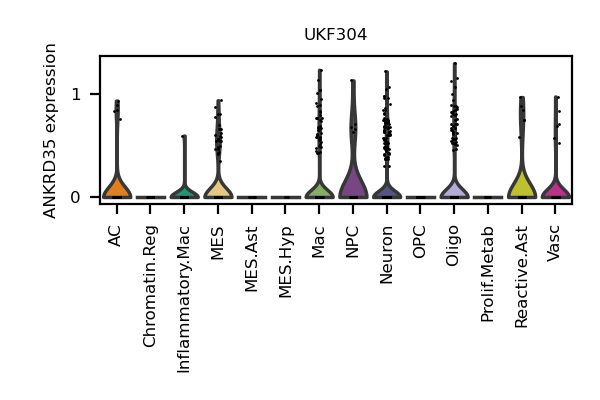 UKF304
ANKRD35 expression
1
0
AC
Chromatin.Reg
Inflammatory.Mac
MES
MES.Ast
MES.Hyp
Mac
NPC
Neuron
OPC
Oligo
Prolif.Metab
Reactive.Ast
Vasc